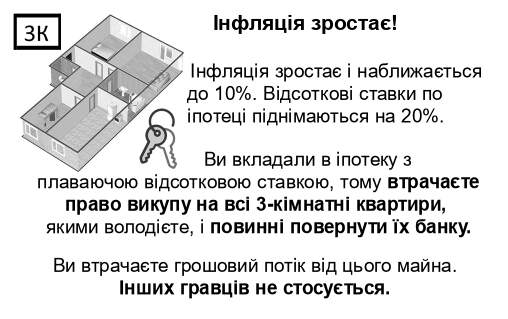 3К
Інфляція зростає!
Інфляція зростає і наближається
до 10%. Відсоткові ставки по
іпотеці піднімаються на 20%.
Ви вкладали в іпотеку з
плаваючою відсотковою ставкою, тому втрачаєте
право викупу на всі 3-кімнатні квартири,
якими володієте, і повинні повернути їх банку.
Ви втрачаєте грошовий потік від цього майна.
Інших гравців не стосується.